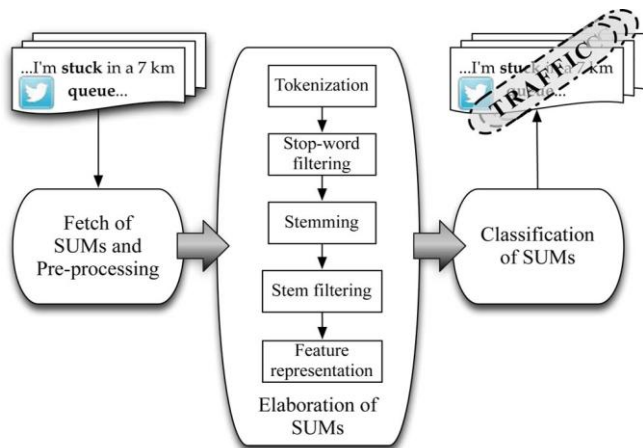 ...I'm stuck in a 7 km
queue...
Fetch of
SUMs and
Pre-processing
Tokenization
Stop-word
filtering
Stemming
Stem filtering
Feature
representation
Elaboration of
SUMs
...I'm stuck in a 7 km
queue...
TRAFFIC
Classification
of SUMs